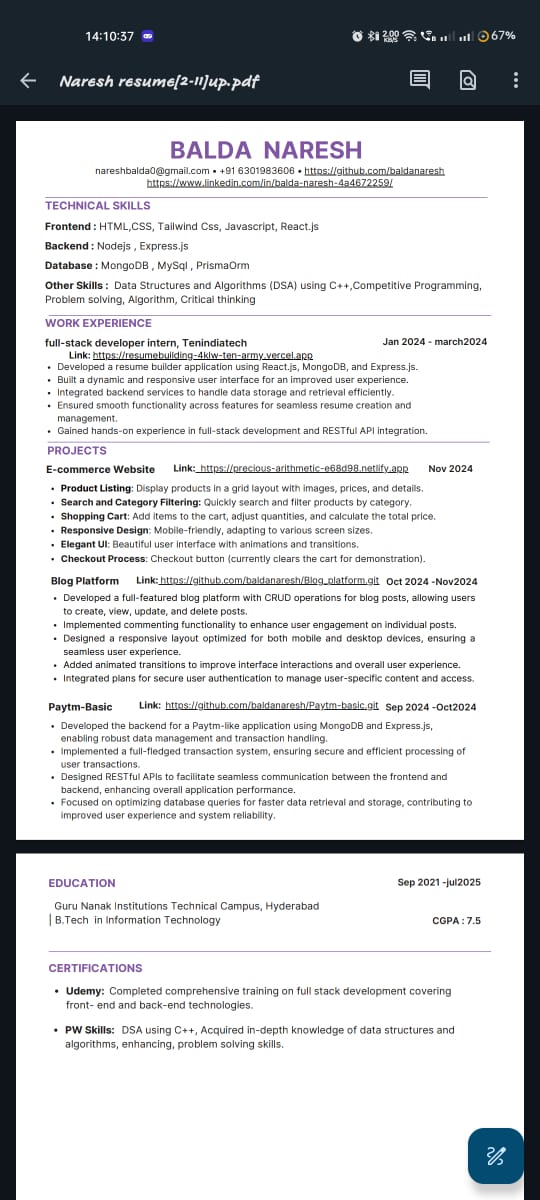 14:10:37
2.00 KB/S
67%
Naresh resume[2-11]up.pdf
BALDA NARESH
nareshbalda0@gmail.com • +91 6301983606 • https://github.com/baldanaresh
https://www.linkedin.com/in/balda-naresh-4a4672259/
TECHNICAL SKILLS
Frontend : HTML,CSS, Tailwind Css, Javascript, React.js
Backend : Nodejs , Express.js
Database : MongoDB , MySql , PrismaOrm
Other Skills : Data Structures and Algorithms (DSA) using C++,Competitive Programming,
Problem solving, Algorithm, Critical thinking
WORK EXPERIENCE
full-stack developer intern, Tenindiatech Jan 2024 - march2024
Link: https://resumebuilding-4klw-ten-army.vercel.app
• Developed a resume builder application using React.js, MongoDB, and Express.js.
• Built a dynamic and responsive user interface for an improved user experience.
• Integrated backend services to handle data storage and retrieval efficiently.
• Ensured smooth functionality across features for seamless resume creation and
management.
• Gained hands-on experience in full-stack development and RESTful API integration.
PROJECTS
E-commerce Website Link: https://precious-arithmetic-e68d98.netlify.app Nov 2024
• Product Listing: Display products in a grid layout with images, prices, and details.
• Search and Category Filtering: Quickly search and filter products by category.
• Shopping Cart: Add items to the cart, adjust quantities, and calculate the total price.
• Responsive Design: Mobile-friendly, adapting to various screen sizes.
• Elegant UI: Beautiful user interface with animations and transitions.
• Checkout Process: Checkout button (currently clears the cart for demonstration).
Blog Platform Link: https://github.com/baldanaresh/Blog_platform.git Oct 2024 -Nov2024
• Developed a full-featured blog platform with CRUD operations for blog posts, allowing users
to create, view, update, and delete posts.
• Implemented commenting functionality to enhance user engagement on individual posts.
• Designed a responsive layout optimized for both mobile and desktop devices, ensuring a
seamless user experience.
• Added animated transitions to improve interface interactions and overall user experience.
• Integrated plans for secure user authentication to manage user-specific content and access.
Paytm-Basic Link: https://github.com/baldanaresh/Paytm-basic.git Sep 2024 -Oct2024
• Developed the backend for a Paytm-like application using MongoDB and Express.js,
enabling robust data management and transaction handling.
• Implemented a full-fledged transaction system, ensuring secure and efficient processing of
user transactions.
• Designed RESTful APIs to facilitate seamless communication between the frontend and
backend, enhancing overall application performance.
• Focused on optimizing database queries for faster data retrieval and storage, contributing to
improved user experience and system reliability.
EDUCATION Sep 2021 -jul2025
Guru Nanak Institutions Technical Campus, Hyderabad
| B.Tech in Information Technology CGPA : 7.5
CERTIFICATIONS
• Udemy: Completed comprehensive training on full stack development covering
front- end and back-end technologies.
• PW Skills: DSA using C++, Acquired in-depth knowledge of data structures and
algorithms, enhancing, problem solving skills.